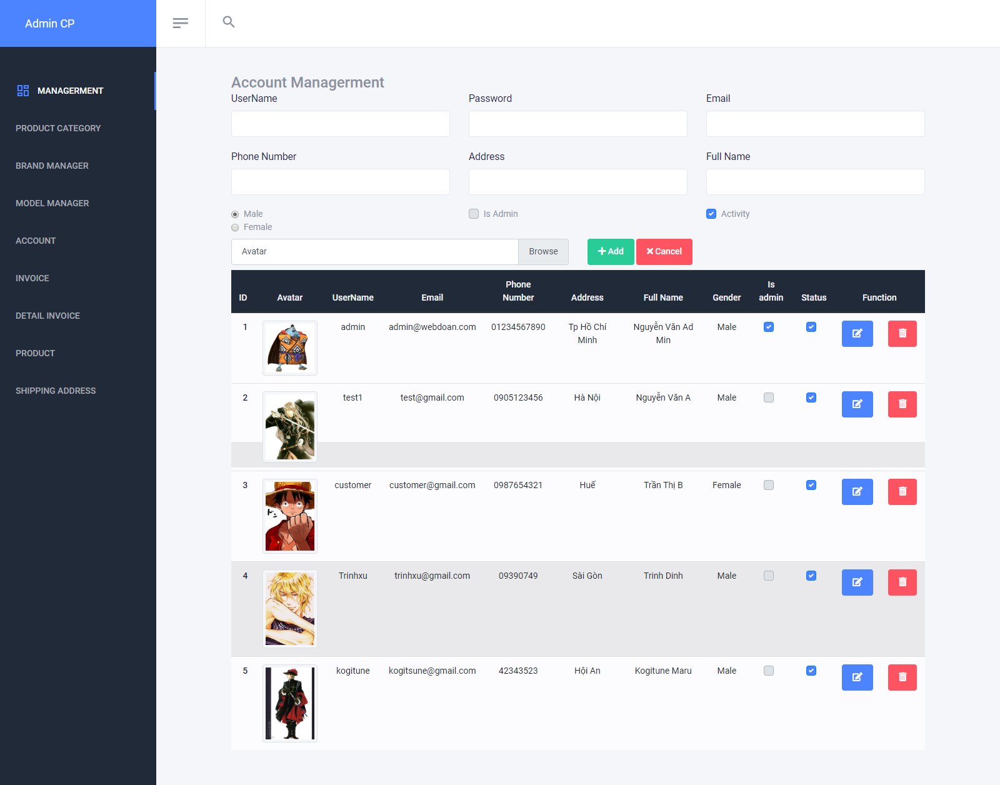 Admin CP
MANAGERMENT
PRODUCT CATEGORY
BRAND MANAGER
MODEL MANAGER
ACCOUNT
INVOICE
DETAIL INVOICE
PRODUCT
SHIPPING ADDRESS
Account Managerment
UserName Password Email
Phone Number Address Full Name
Male Is Admin Activity
Female
Avatar Browse Add Cancel
ID Avatar UserName Email Phone Number Address Full Name Gender Is admin Status Function
1 admin admin@webdoan.com 01234567890 Tp Hồ Chí Nguyễn Văn Ad Male
Minh Min
2 test1 test@gmail.com 0905123456 Hà Nội Nguyễn Văn A Male
3 customer customer@gmail.com 0987654321 Huế Trần Thị B Female
4 Trinhxu trinhxu@gmail.com 09390749 Sài Gòn Trinh Dinh Male
5 kogitune kogitsune@gmail.com 42343523 Hội An Kogitune Maru Male